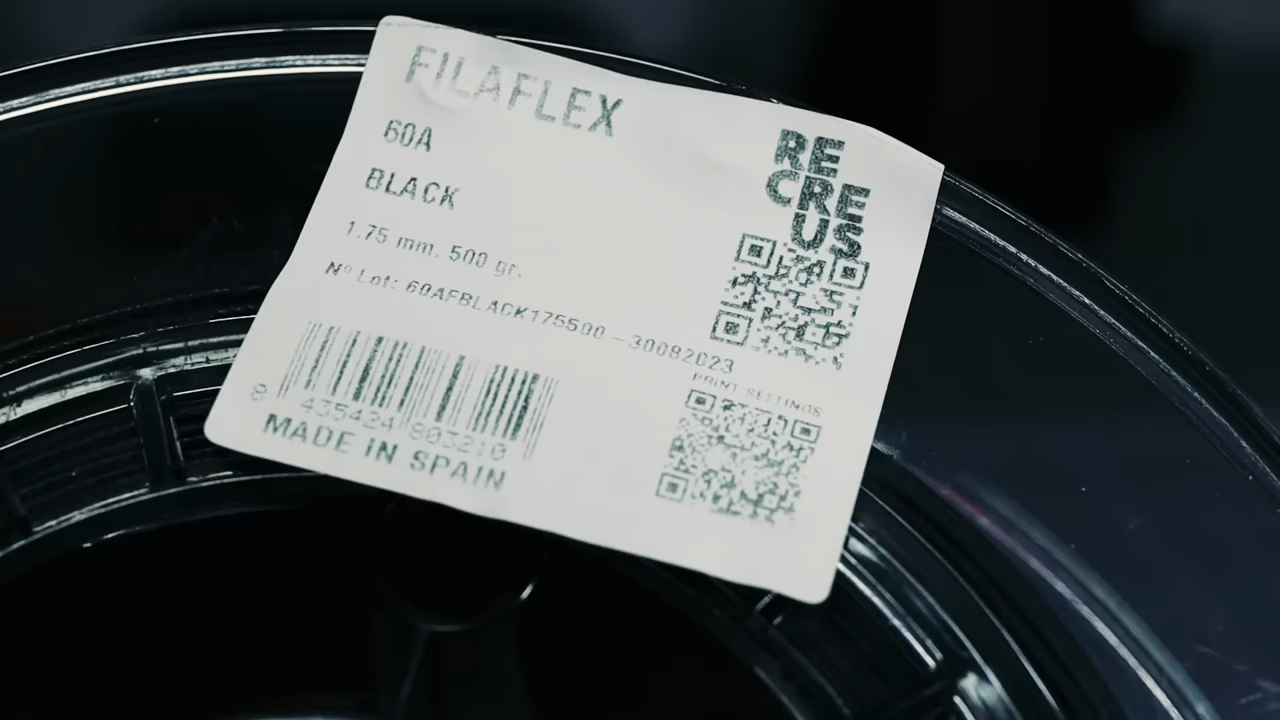 FILAFLEX
60A
BLACK
1.75 mm. 500 gr.
Nº Lot: 60AFBLACK175500-30082023
8 435424 903210
MADE IN SPAIN
RE
CRE
US
PRINT SETTINGS